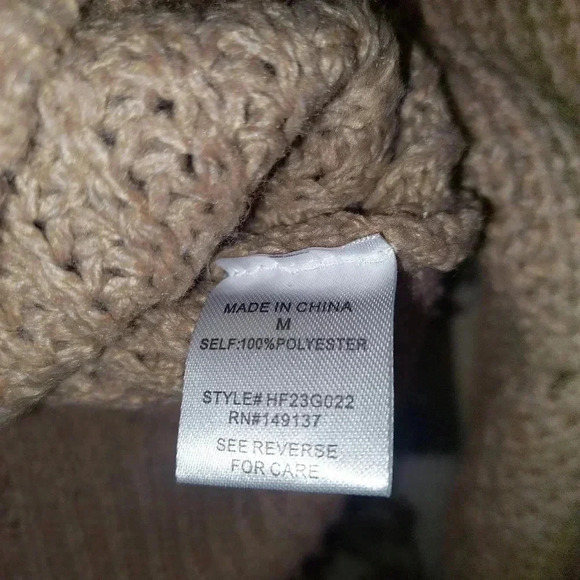 MADE IN CHINA
M
SELF:100%POLYESTER
STYLE# HF23G022
RN#149137
SEE REVERSE
FOR CARE